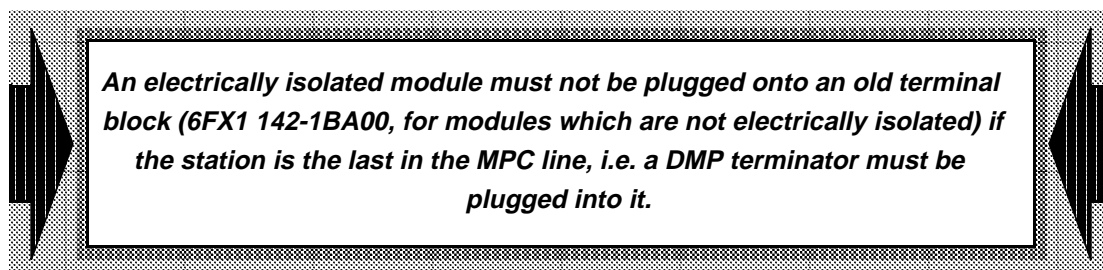 An electrically isolated module must not be plugged onto an old terminal
block (6FX1 142-1BA00, for modules which are not electrically isolated) if
the station is the last in the MPC line, i.e. a DMP terminator must be
plugged into it.